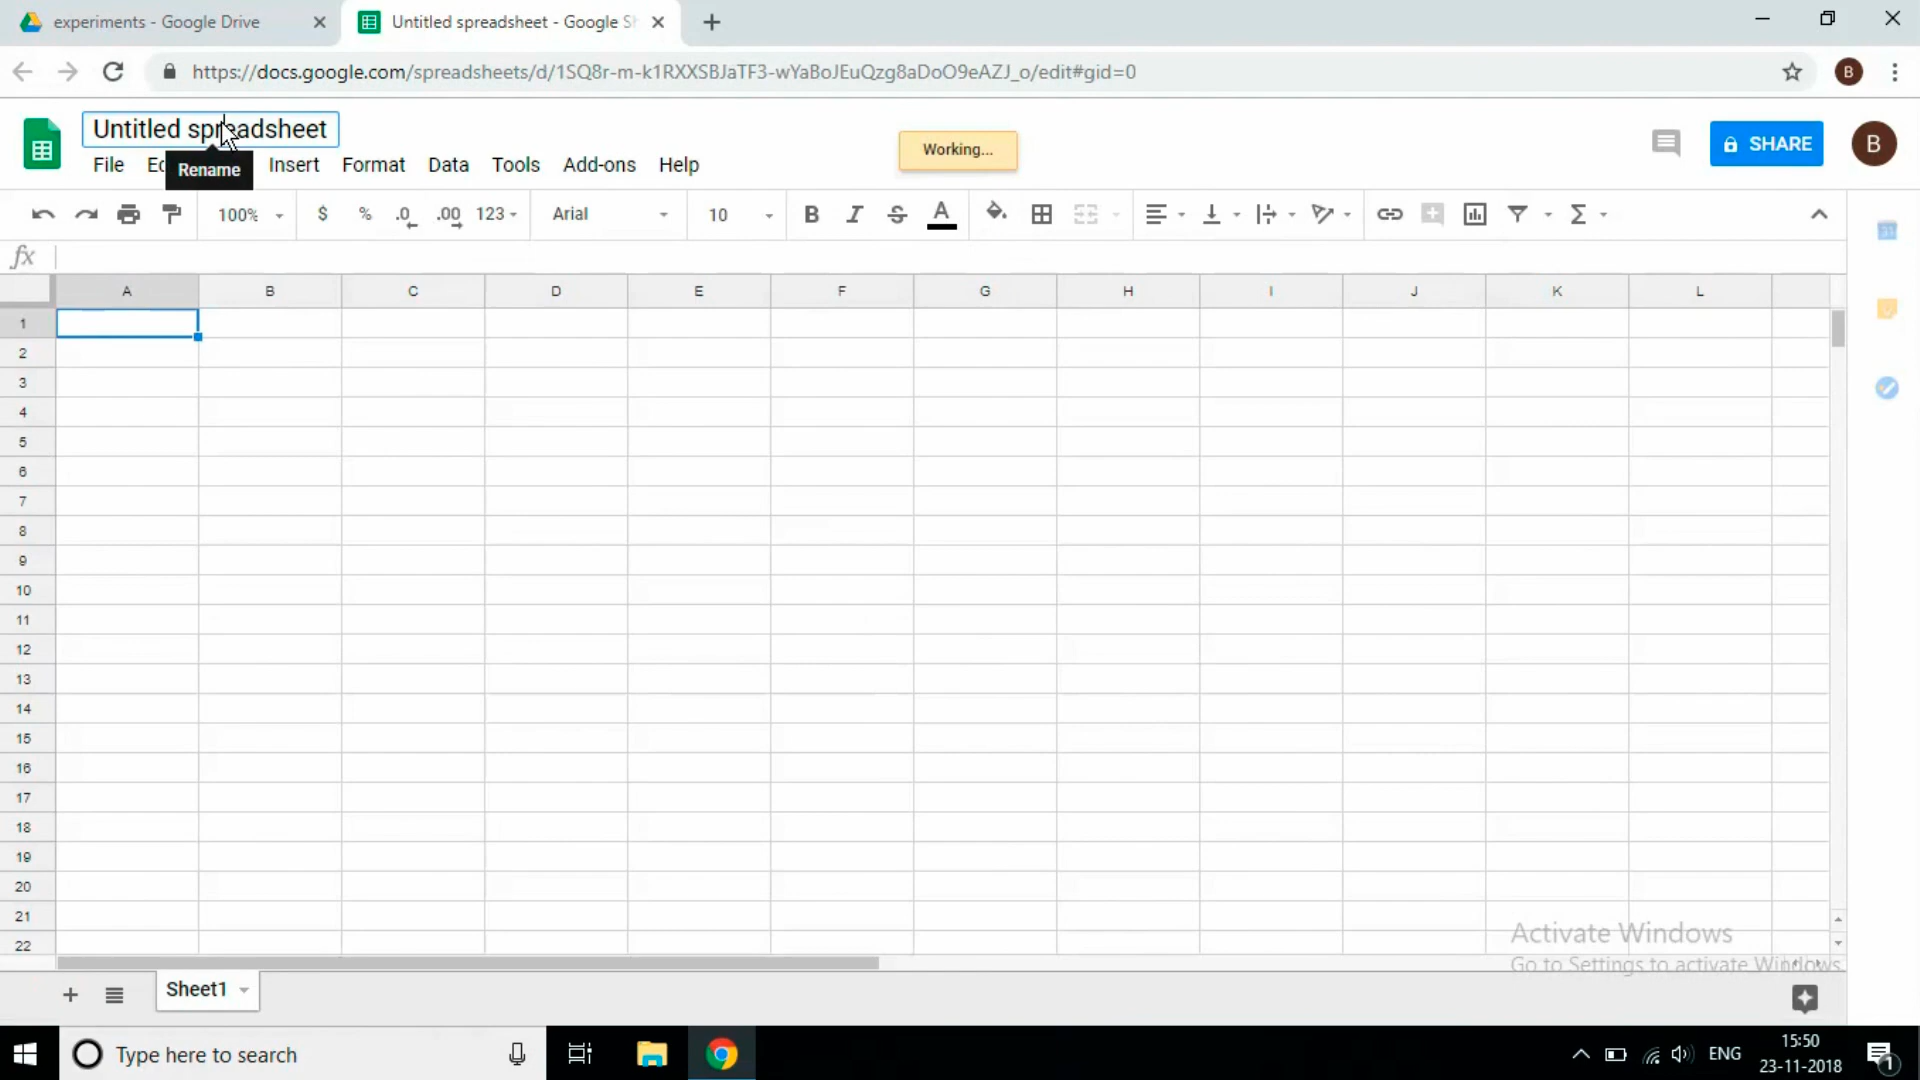 experiments - Google Drive
Untitled spreadsheet - Google Sh
https://docs.google.com/spreadsheets/d/1SQ8r-m-k1RXXSBJaTF3-wYaBoJEuQzg8aDoO9eAZJ_o/edit#gid=0
B
Untitled spreadsheet
Working...
SHARE
B
File Ed Insert Format Data Tools Add-ons Help
Rename
100% $ % .0 .00 123 Arial 10 B I S A Σ
31
fx
A B C D E F G H I J K L
1
2
3
4
5
6
7
8
9
10
11
12
13
14
15
16
17
18
19
20
21
22
Activate Windows
Go to Settings to activate Windows.
Sheet1
Type here to search
ENG
15:50
23-11-2018
1